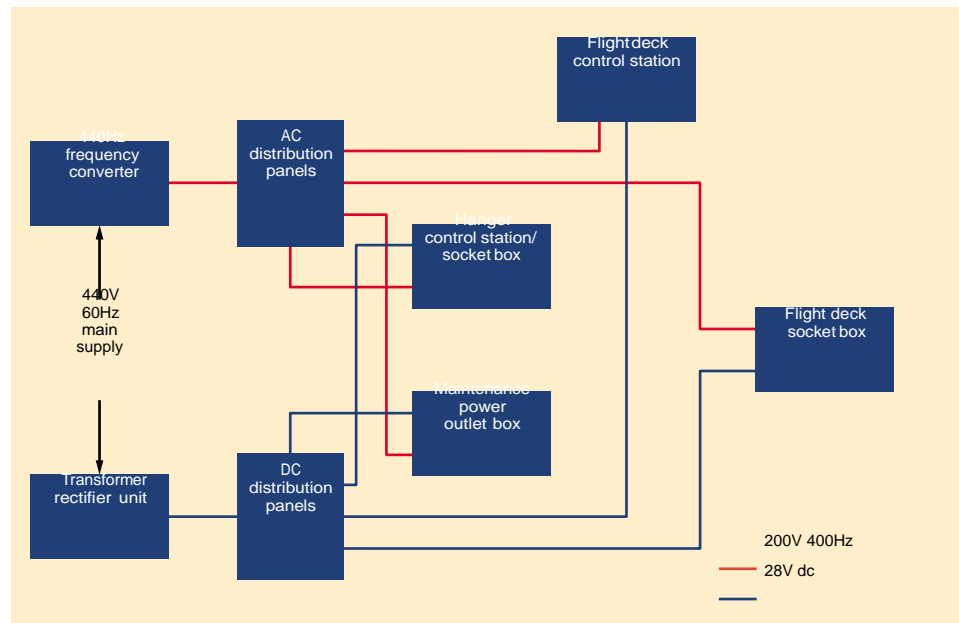 Flight deck
control station
440Hz
frequency
converter
AC
distribution
panels
Hanger
control station/
socket box
440V
60Hz
main
supply
Flight deck
socket box
Maintenance
power
outlet box
Transformer
rectifier unit
DC
distribution
panels
200V 400Hz
28V dc